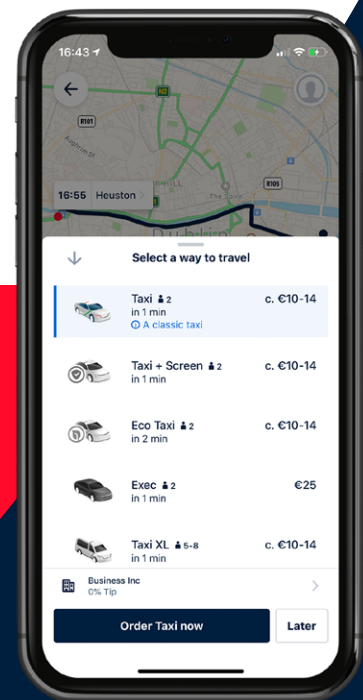 16:43
N2
R101
Aughrim St
16:55 Heuston
R105
Select a way to travel
Taxi 2
c. €10-14
in 1 min
A classic taxi
Taxi + Screen 2
c. €10-14
in 1 min
Eco Taxi 2
c. €10-14
in 2 min
Exec 2
€25
in 1 min
Taxi XL 5-8
c. €10-14
in 1 min
Business Inc
0% Tip
Order Taxi now
Later